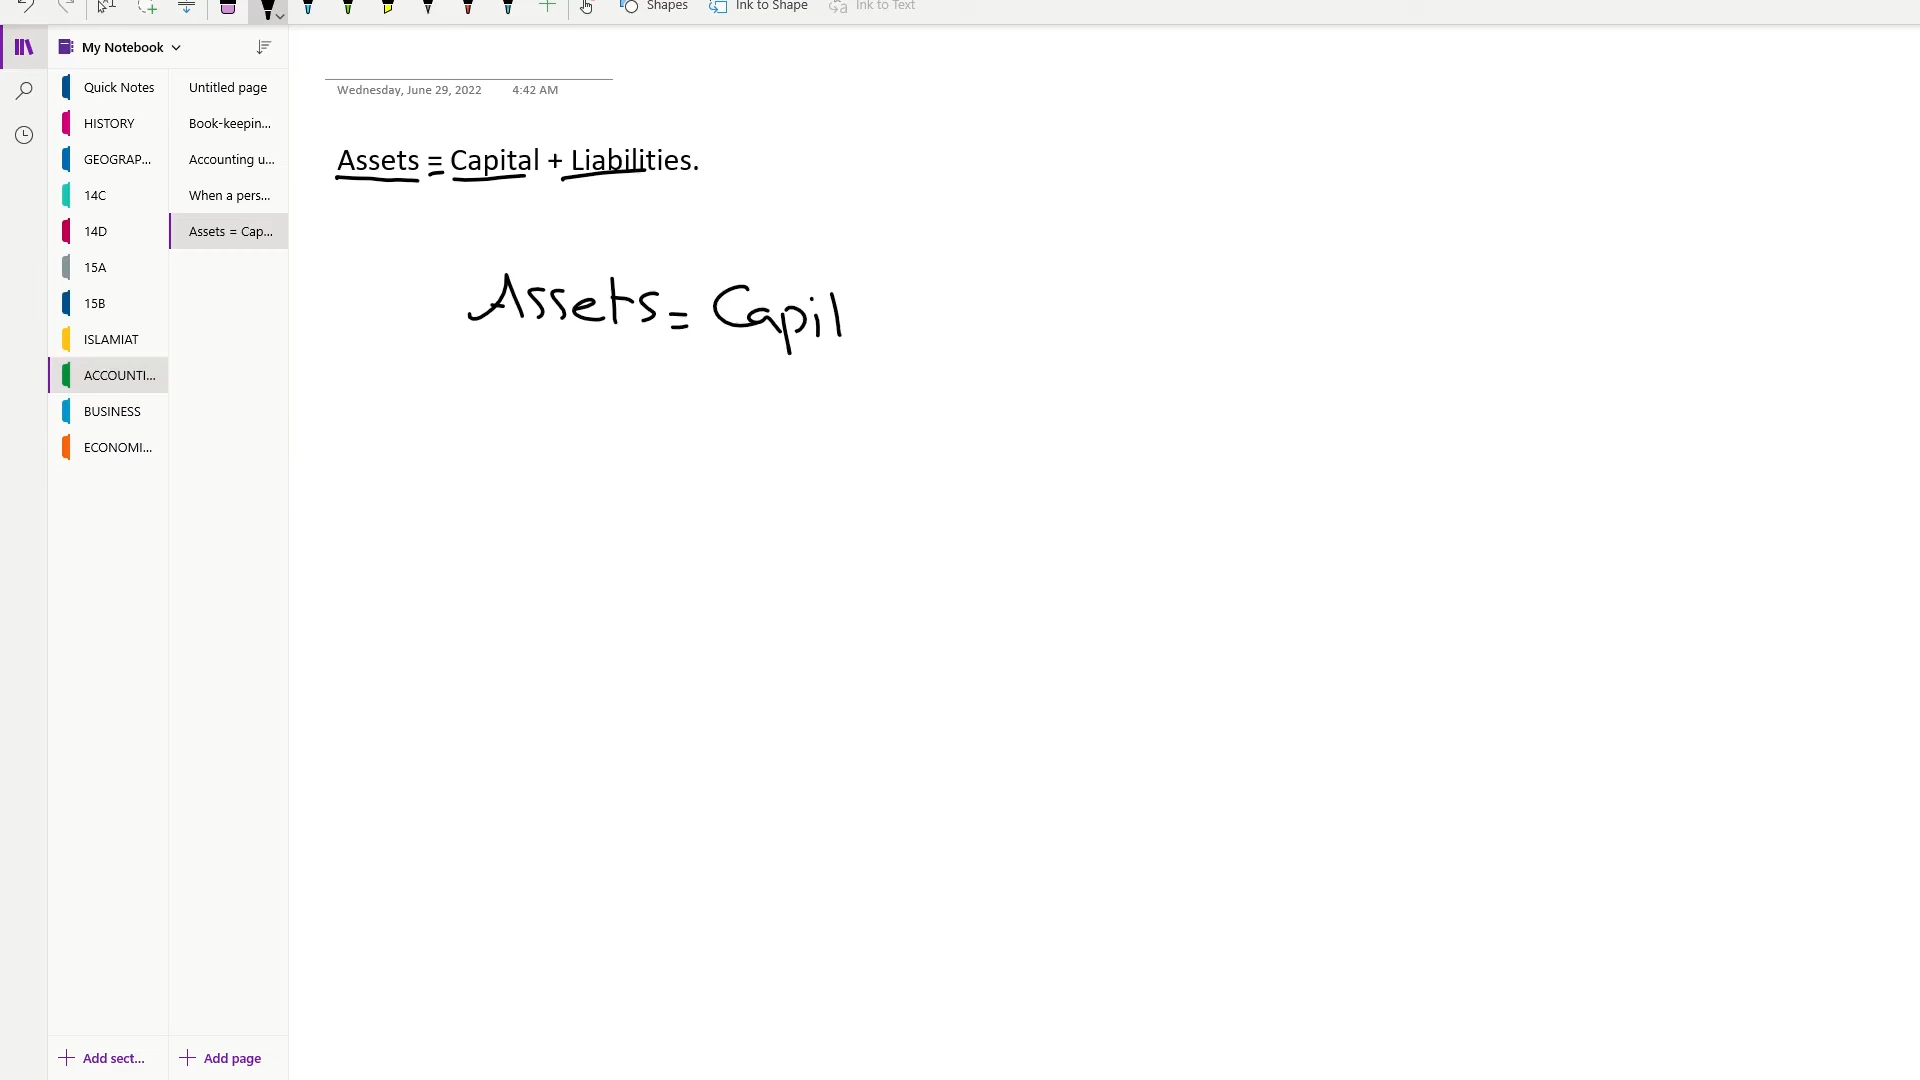 Shapes
Ink to Shape
Ink to Text
My Notebook
Quick Notes
HISTORY
GEOGRAP...
14C
14D
15A
15B
ISLAMIAT
ACCOUNTI...
BUSINESS
ECONOMI...
Add sect...
Untitled page
Book-keepin...
Accounting u...
When a pers...
Assets = Cap...
Add page
Wednesday, June 29, 2022 4:42 AM
Assets = Capital + Liabilities.
Assets = Capil